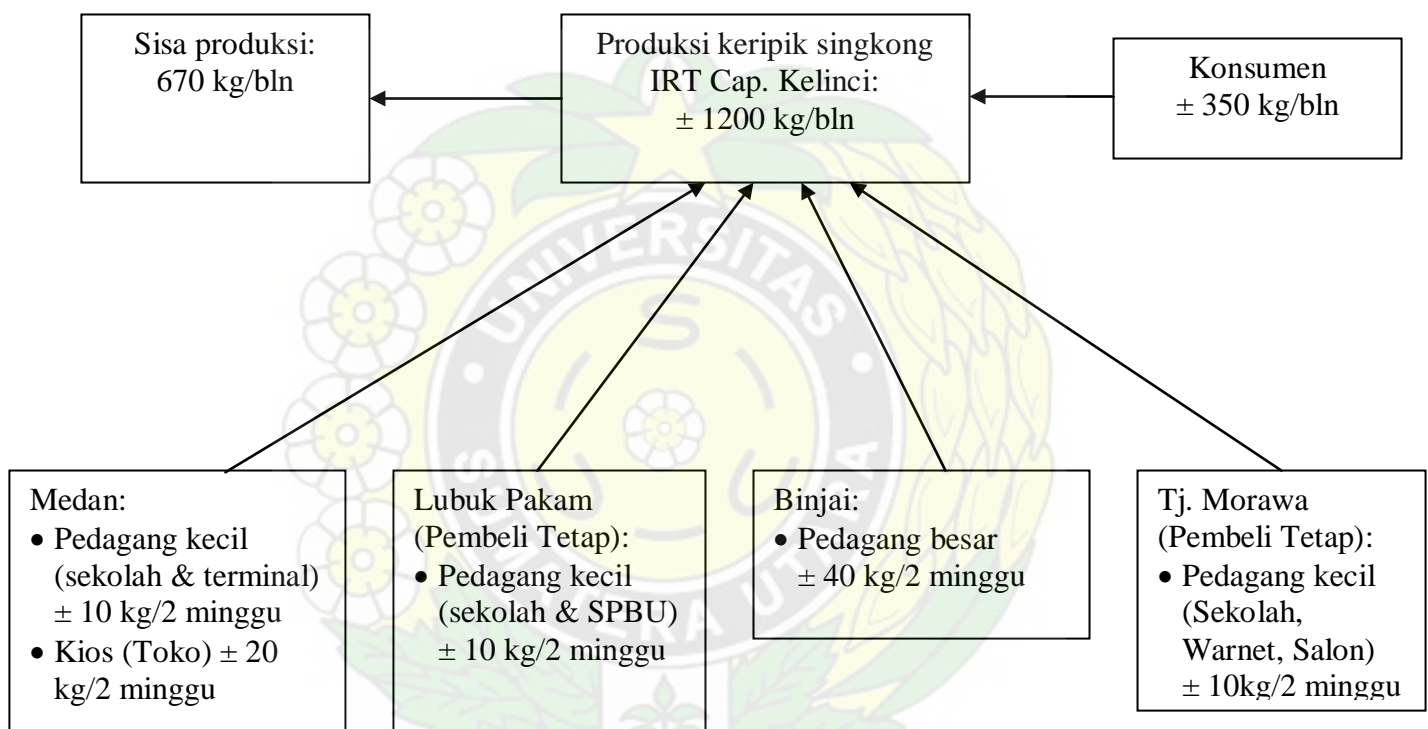 Sisa produksi:
670 kg/bln
Produksi keripik singkong
IRT Cap. Kelinci:
± 1200 kg/bln
Konsumen
± 350 kg/bln
Medan:
• Pedagang kecil
(sekolah & terminal)
± 10 kg/2 minggu
• Kios (Toko) ± 20
kg/2 minggu
Lubuk Pakam
(Pembeli Tetap):
• Pedagang kecil
(sekolah & SPBU)
± 10 kg/2 minggu
Binjai:
• Pedagang besar
± 40 kg/2 minggu
Tj. Morawa
(Pembeli Tetap):
• Pedagang kecil
(Sekolah,
Warnet, Salon)
± 10kg/2 minggu
UNIVERSITAS
SUMATERA UTARA